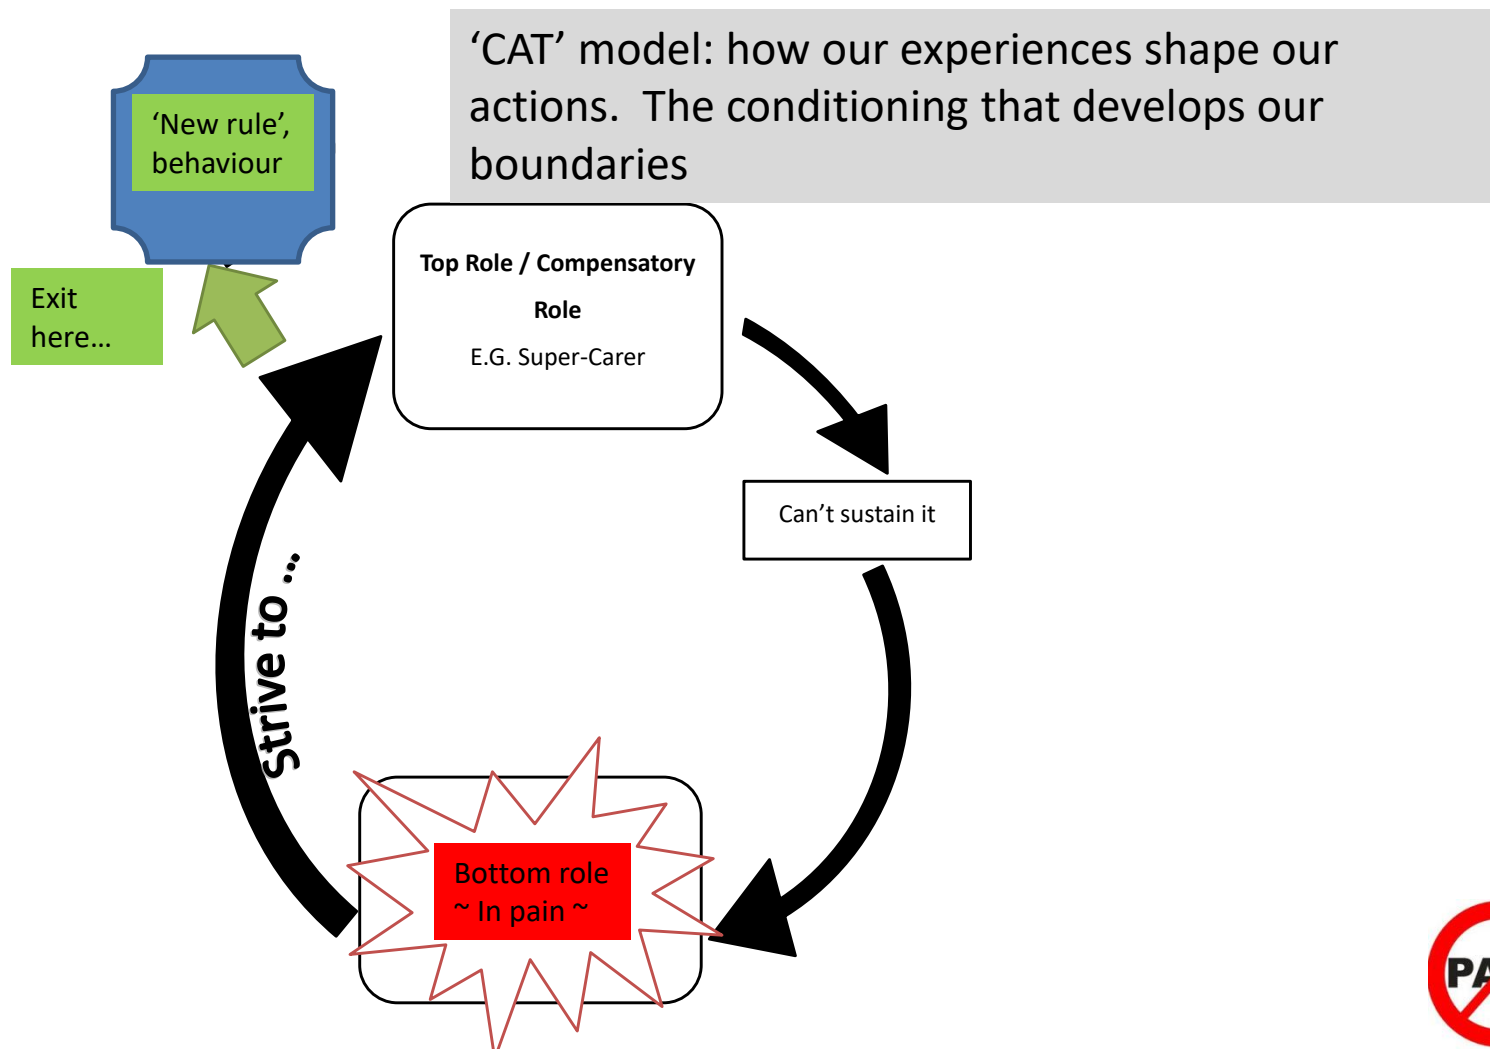 ‘CAT’ model: how our experiences shape our
actions.  The conditioning that develops our
boundaries
‘New rule’,
behaviour
Exit
here…
Top Role / Compensatory
Role
E.G. Super-Carer
Can’t sustain it
Strive to …
Bottom role
~ In pain ~